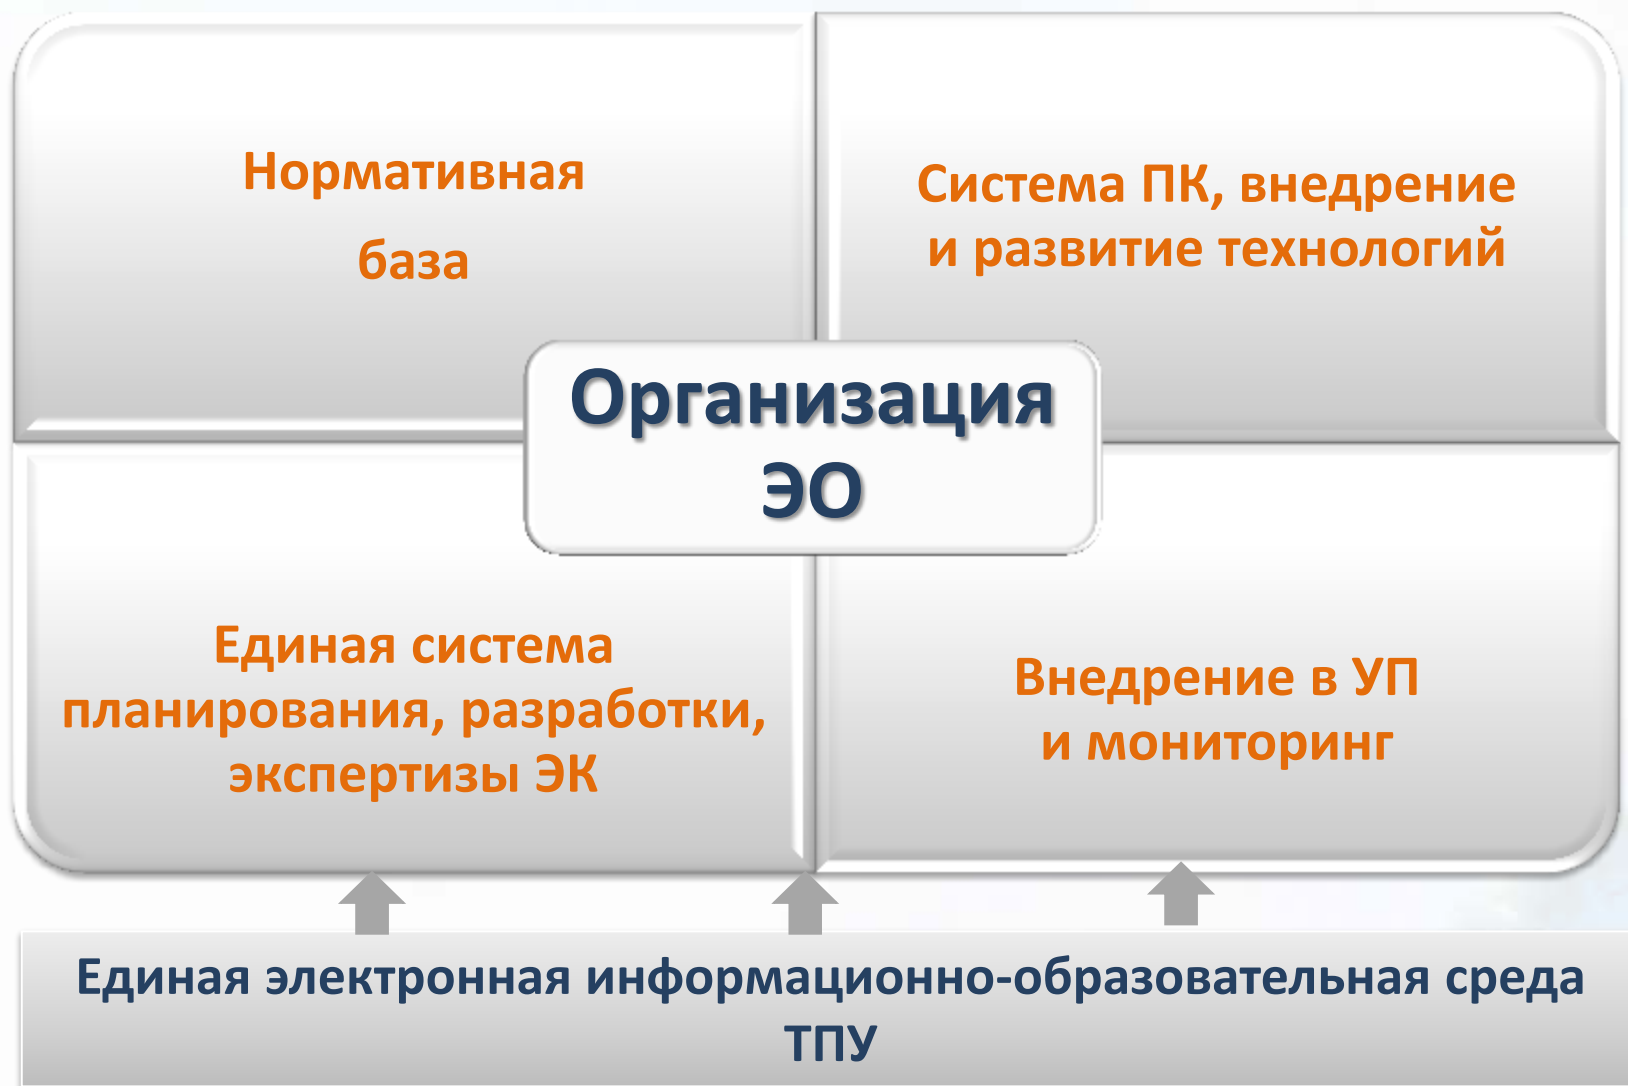 Нормативная
база
Система ПК, внедрение
и развитие технологий
Организация
ЭО
Единая система
планирования, разработки,
экспертизы ЭК
Внедрение в УП
и мониторинг
Единая электронная информационно-образовательная среда
ТПУ